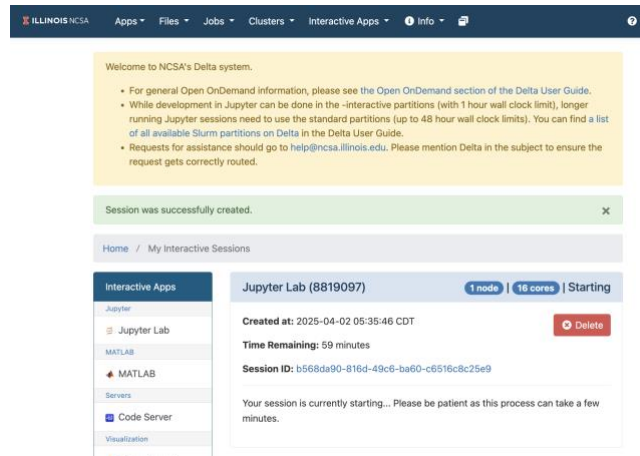 ILLINOIS NCSA Apps Files Jobs Clusters Interactive Apps Info
Welcome to NCSA's Delta system.
• For general Open OnDemand information, please see the Open OnDemand section of the Delta User Guide.
• While development in Jupyter can be done in the -interactive partitions (with 1 hour wall clock limit), longer
running Jupyter sessions need to use the standard partitions (up to 48 hour wall clock limits). You can find a list
of all available Slurm partitions on Delta in the Delta User Guide.
• Requests for assistance should go to help@ncsa.illinois.edu. Please mention Delta in the subject to ensure the
request gets correctly routed.
Session was successfully created. ×
Home / My Interactive Sessions
Interactive Apps
Jupyter
Jupyter Lab
MATLAB
MATLAB
Servers
Code Server
Visualization
Jupyter Lab (8819097) 1 node | 16 cores | Starting
Created at: 2025-04-02 05:35:46 CDT Delete
Time Remaining: 59 minutes
Session ID: b568da90-816d-49c6-ba60-c6516c8c25e9
Your session is currently starting... Please be patient as this process can take a few
minutes.